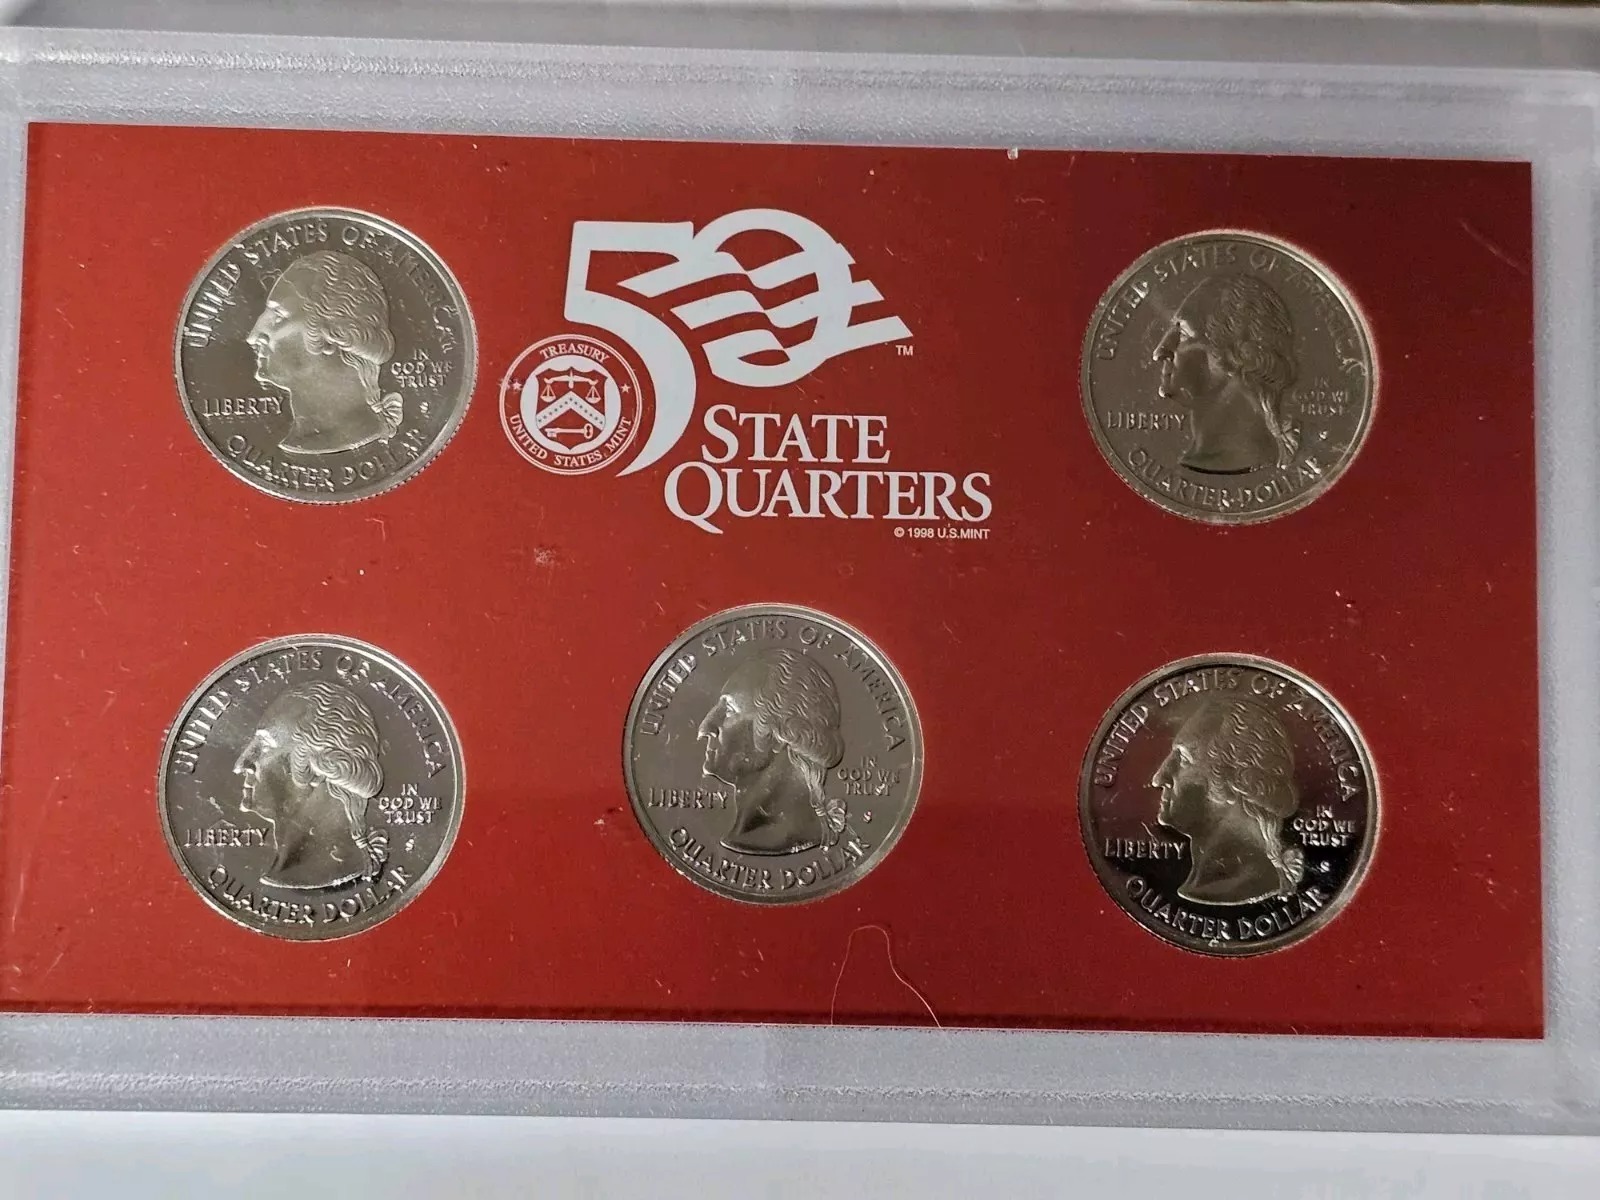 UNITED STATES OF AMERICA
IN
GOD WE
TRUST
LIBERTY
S
QUARTER DOLLAR
50
TM
TREASURY
UNITED STATES MINT
STATE
QUARTERS
© 1998 U.S.MINT
UNITED STATES OF AMERICA
IN
GOD WE
TRUST
LIBERTY
S
QUARTER DOLLAR
UNITED STATES OF AMERICA
IN
GOD WE
TRUST
LIBERTY
S
QUARTER DOLLAR
UNITED STATES OF AMERICA
IN
GOD WE
TRUST
LIBERTY
S
QUARTER DOLLAR
UNITED STATES OF AMERICA
IN
GOD WE
TRUST
LIBERTY
S
QUARTER DOLLAR